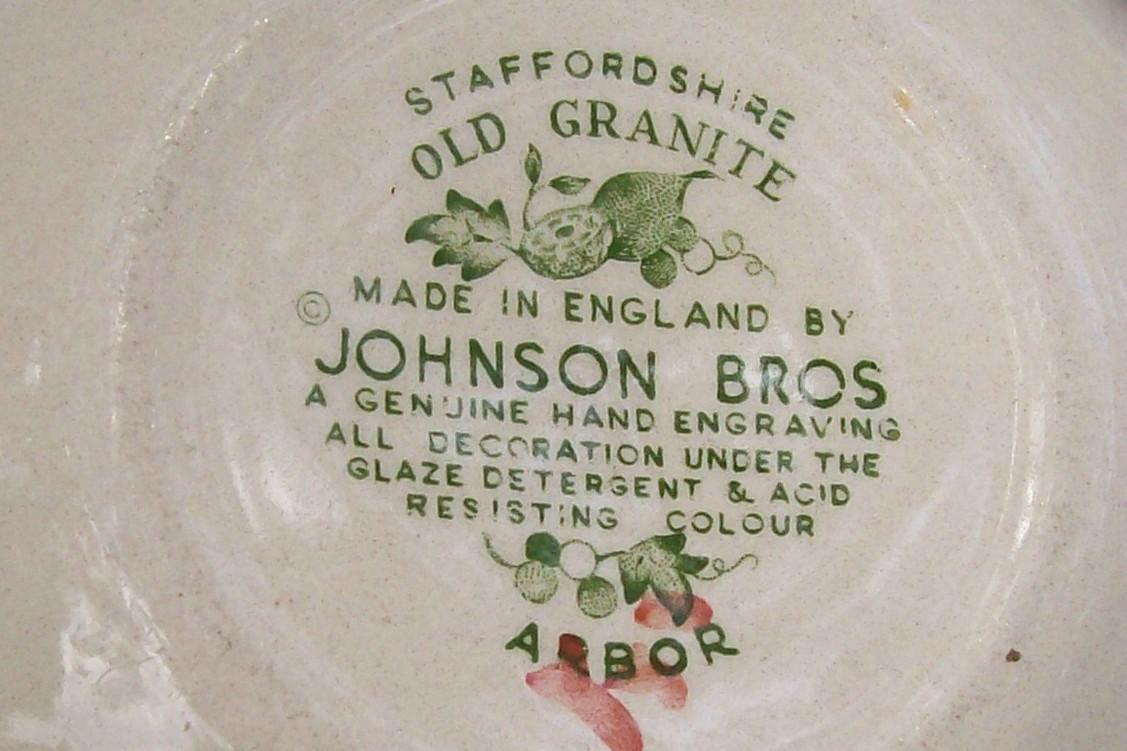 STAFFORDSHIRE
OLD GRANITE
© MADE IN ENGLAND BY
JOHNSON BROS
A GENUINE HAND ENGRAVING
ALL DECORATION UNDER THE
GLAZE DETERGENT & ACID
RESISTING COLOUR
ARBOR